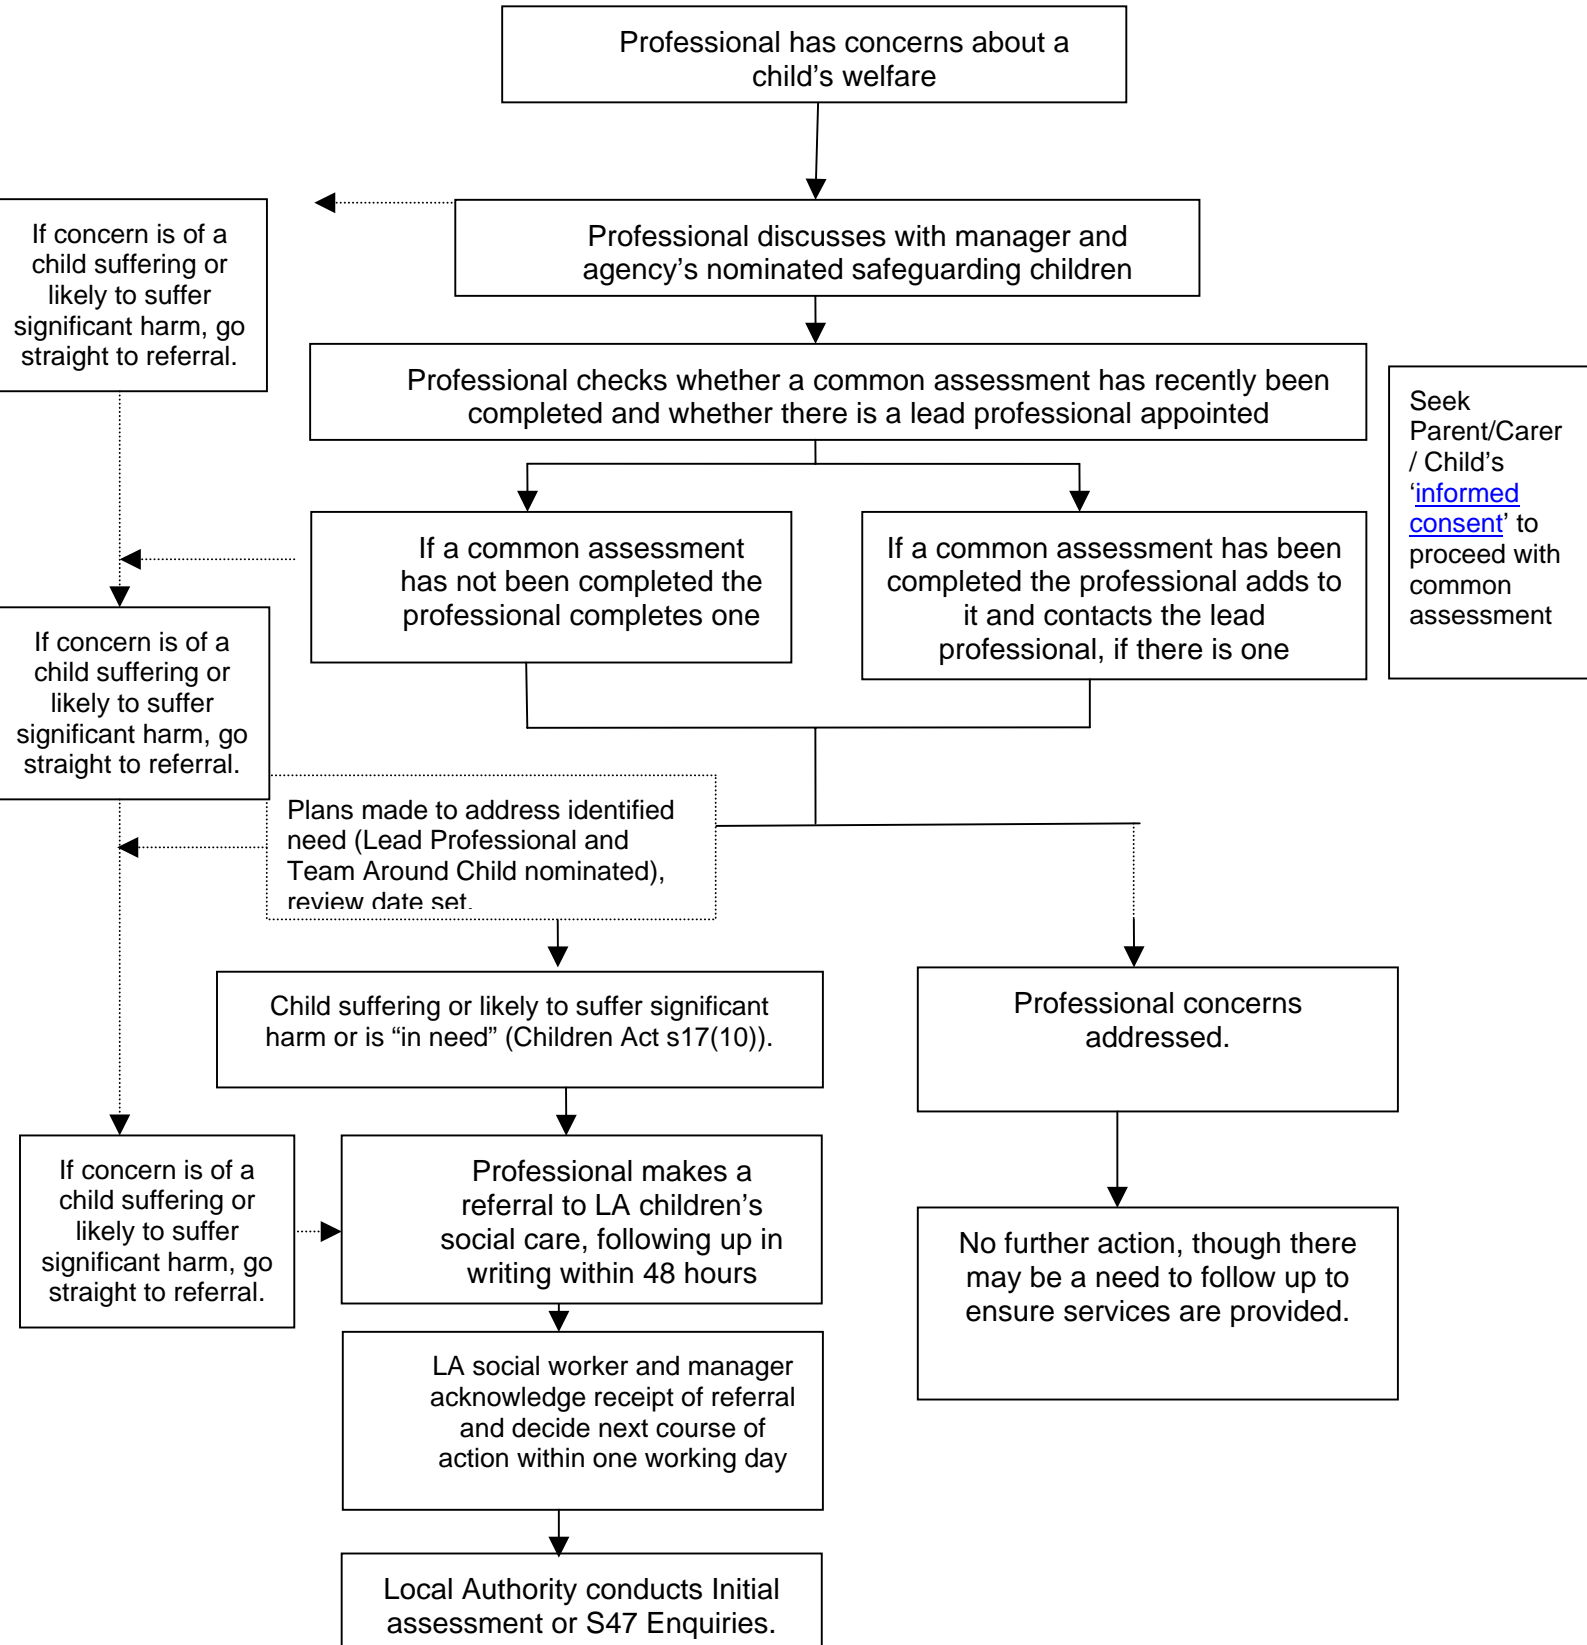 Professional has concerns about a
child’s welfare
If concern is of a
child suffering or
likely to suffer
significant harm, go
straight to referral.
Professional discusses with manager and
agency’s nominated safeguarding children
Professional checks whether a common assessment has recently been
completed and whether there is a lead professional appointed
Seek
Parent/Carer
/ Child’s
‘informed
consent’ to
proceed with
common
assessment
If a common assessment
has not been completed the
professional completes one
If a common assessment has been
completed the professional adds to
it and contacts the lead
professional, if there is one
If concern is of a
child suffering or
likely to suffer
significant harm, go
straight to referral.
Plans made to address identified
need (Lead Professional and
Team Around Child nominated),
review date set.
Child suffering or likely to suffer significant
harm or is “in need” (Children Act s17(10)).
Professional concerns
addressed.
If concern is of a
child suffering or
likely to suffer
significant harm, go
straight to referral.
Professional makes a
referral to LA children’s
social care, following up in
writing within 48 hours
No further action, though there
may be a need to follow up to
ensure services are provided.
LA social worker and manager
acknowledge receipt of referral
and decide next course of
action within one working day
Local Authority conducts Initial
assessment or S47 Enquiries.